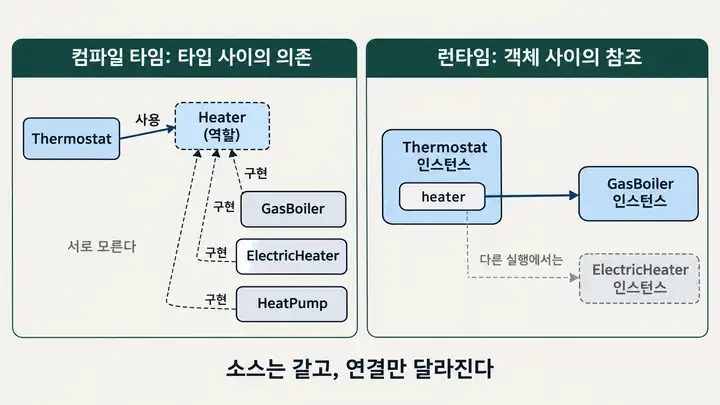 컴파일 타임: 타입 사이의 의존
Thermostat
사용
Heater
(역할)
구현
구현
구현
GasBoiler
ElectricHeater
HeatPump
서로 모른다
런타임: 객체 사이의 참조
Thermostat
인스턴스
heater
GasBoiler
인스턴스
다른 실행에서는
ElectricHeater
인스턴스
소스는 같고, 연결만 달라진다